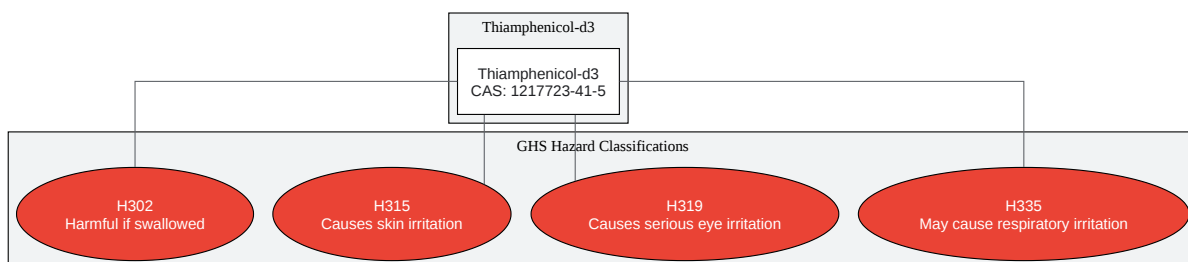 Thiamphenicol-d3
Thiamphenicol-d3
CAS: 1217723-41-5
GHS Hazard Classifications
H302
Harmful if swallowed
H315
Causes skin irritation
H319
Causes serious eye irritation
H335
May cause respiratory irritation